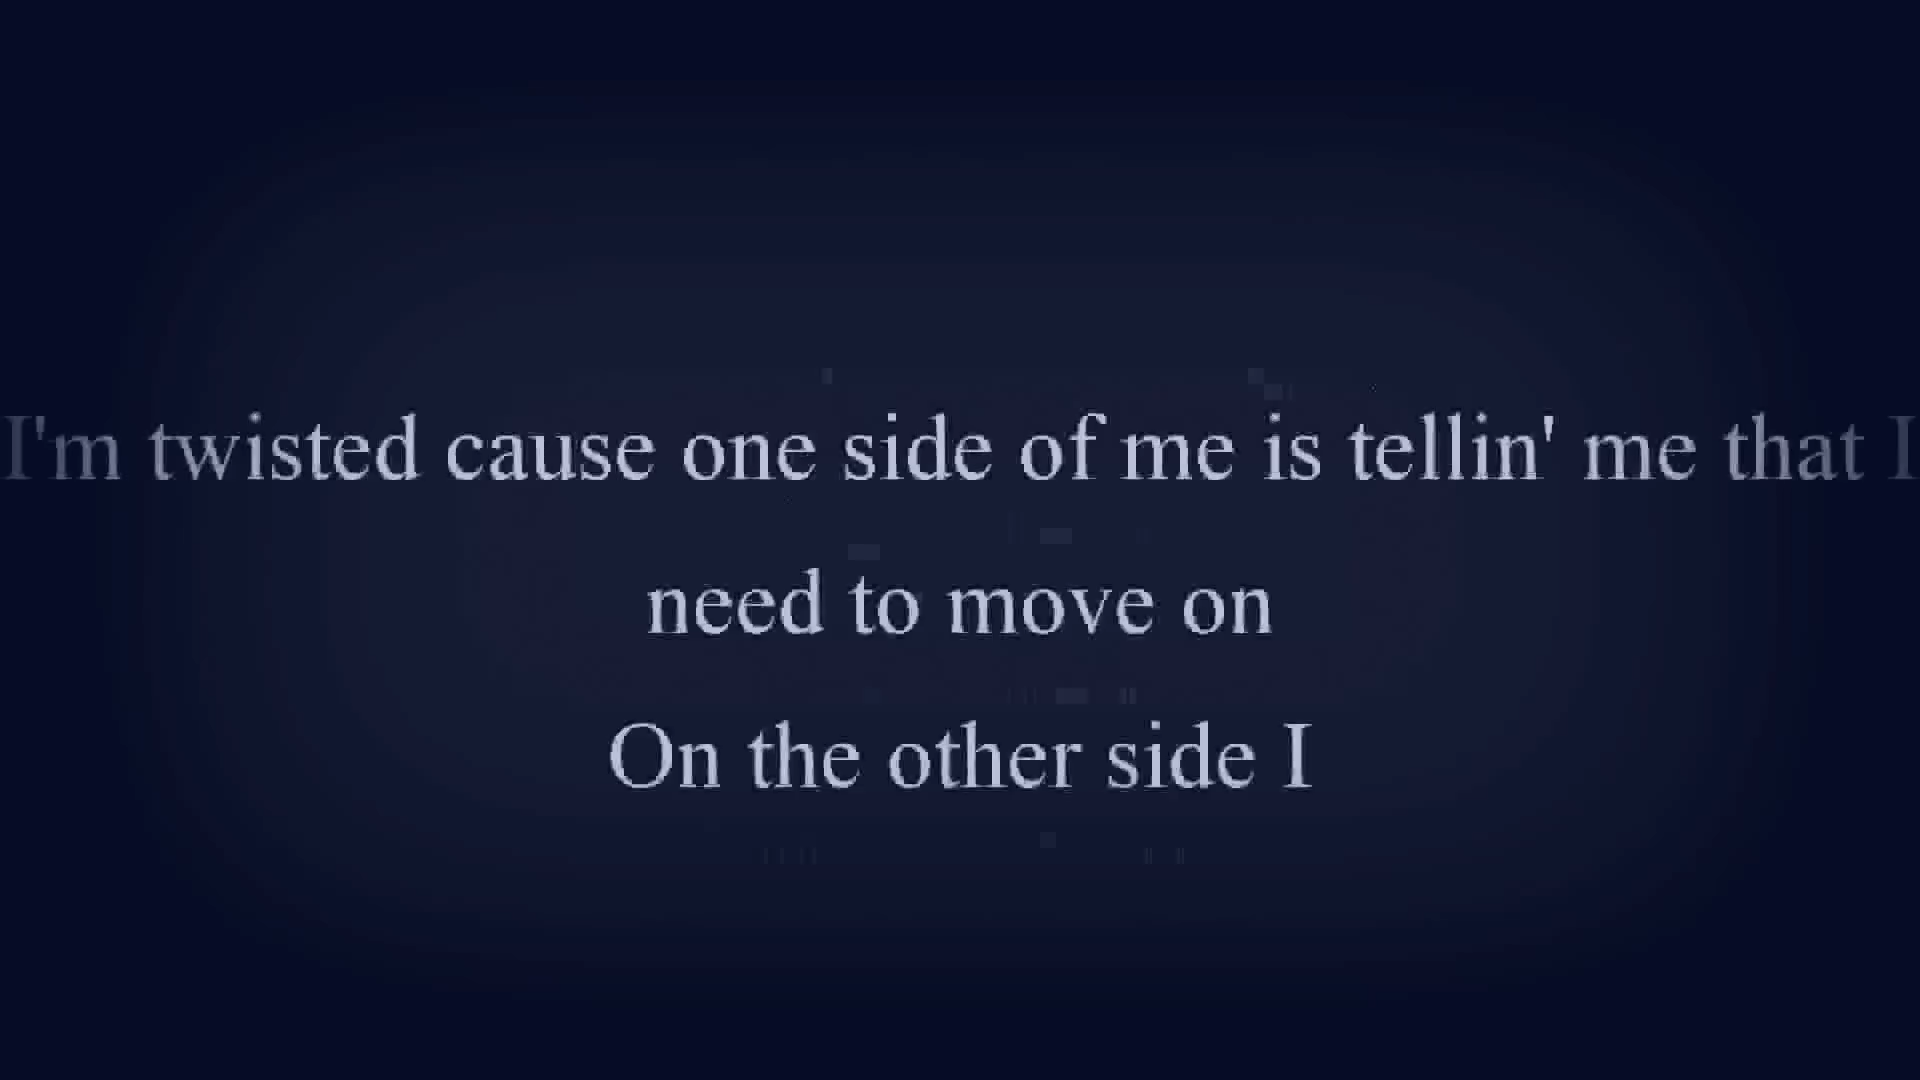 I'm twisted cause one side of me is tellin' me that I
need to move on
On the other side I